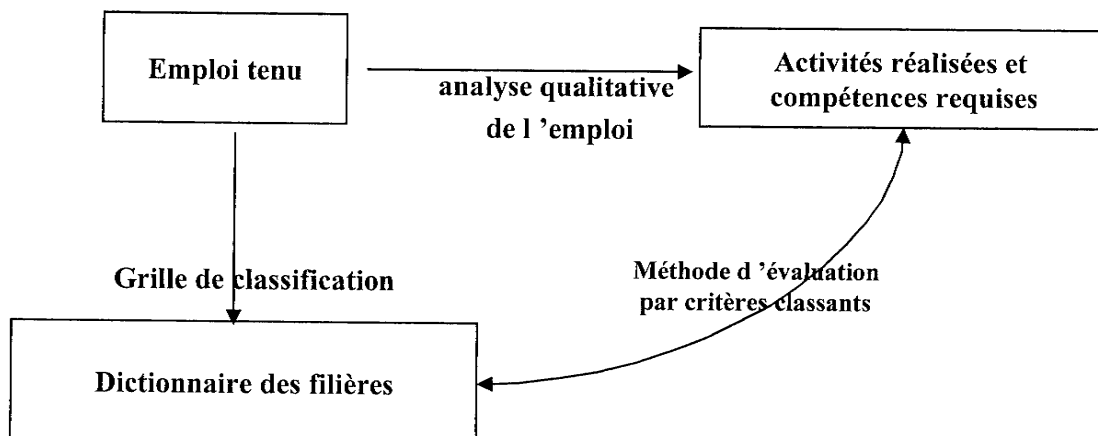 Emploi tenu
analyse qualitative
de l ’emploi
Activités réalisées et
compétences requises
Grille de classification
Méthode d ’évaluation
par critères classants
Dictionnaire des filières